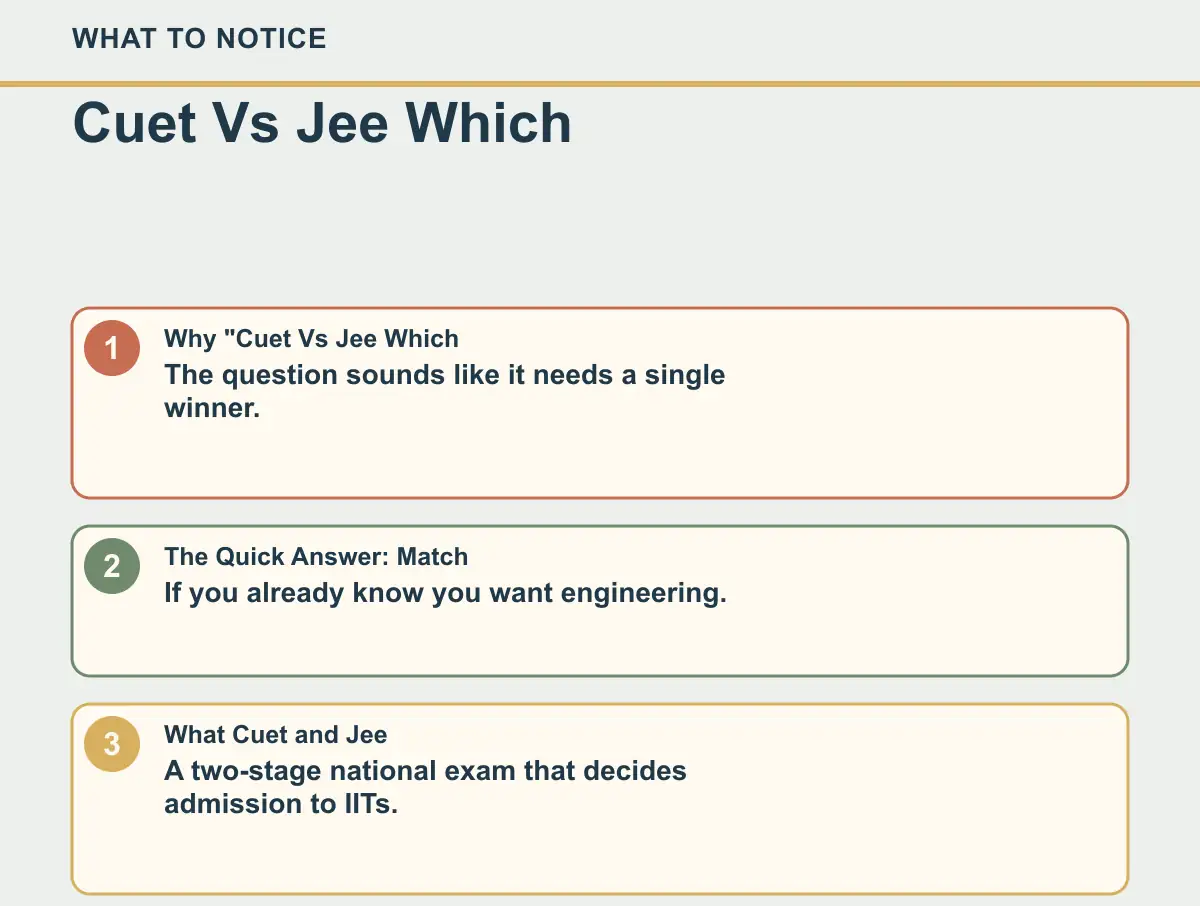 WHAT TO NOTICE
Cuet Vs Jee Which
1
Why "Cuet Vs Jee Which
The question sounds like it needs a single
winner.
2
The Quick Answer: Match
If you already know you want engineering.
3
What Cuet and Jee
A two-stage national exam that decides
admission to IITs.